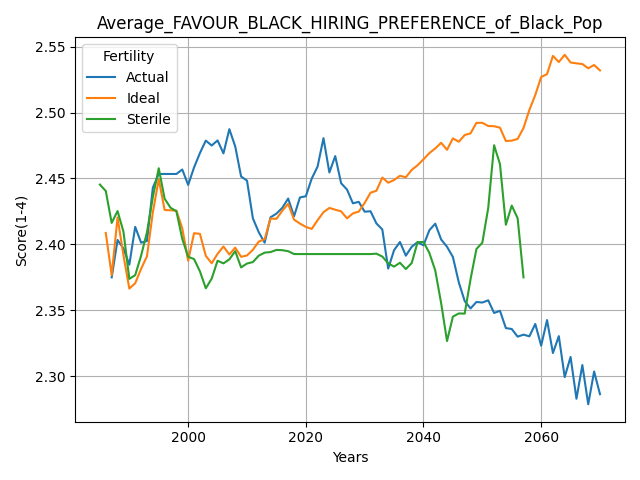 Average_FAVOUR_BLACK_HIRING_PREFERENCE_of_Black_Pop
Fertility
Actual
Ideal
Sterile
Score(1-4)
2.55
2.50
2.45
2.40
2.35
2.30
2000
2020
2040
2060
Years